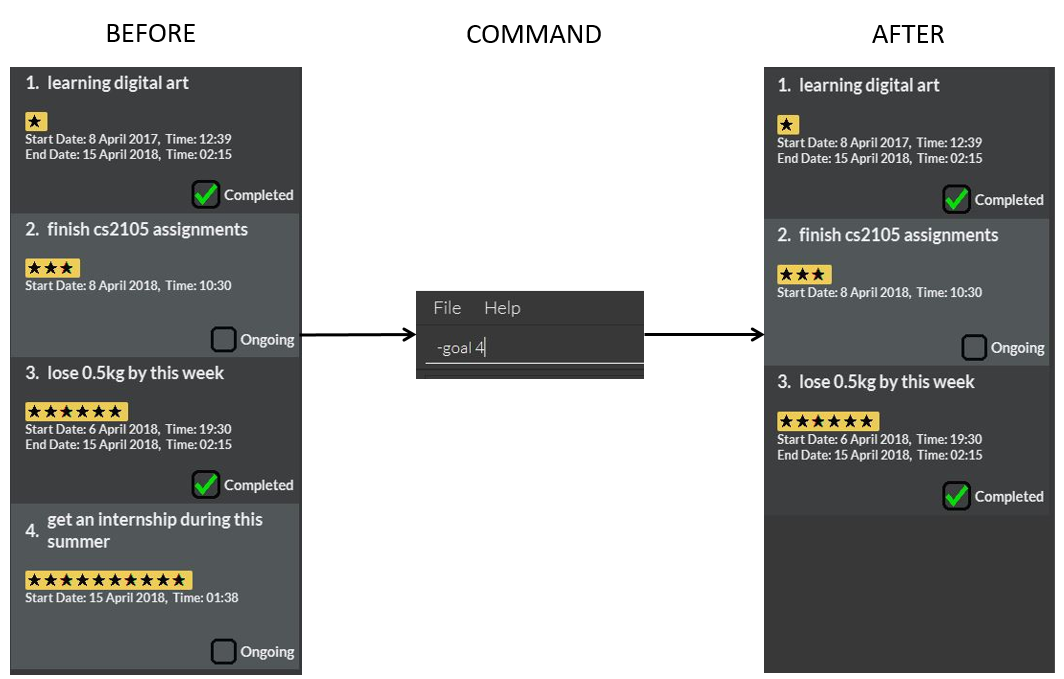 BEFORE
COMMAND
AFTER
1. learning digital art
Start Date: 8 April 2017, Time: 12:39
End Date: 15 April 2018, Time: 02:15
Completed
2. finish cs2105 assignments
Start Date: 8 April 2018, Time: 10:30
Ongoing
3. lose 0.5kg by this week
Start Date: 6 April 2018, Time: 19:30
End Date: 15 April 2018, Time: 02:15
Completed
4. get an internship during this
summer
Start Date: 15 April 2018, Time: 01:38
Ongoing
File Help
-goal 4
1. learning digital art
Start Date: 8 April 2017, Time: 12:39
End Date: 15 April 2018, Time: 02:15
Completed
2. finish cs2105 assignments
Start Date: 8 April 2018, Time: 10:30
Ongoing
3. lose 0.5kg by this week
Start Date: 6 April 2018, Time: 19:30
End Date: 15 April 2018, Time: 02:15
Completed